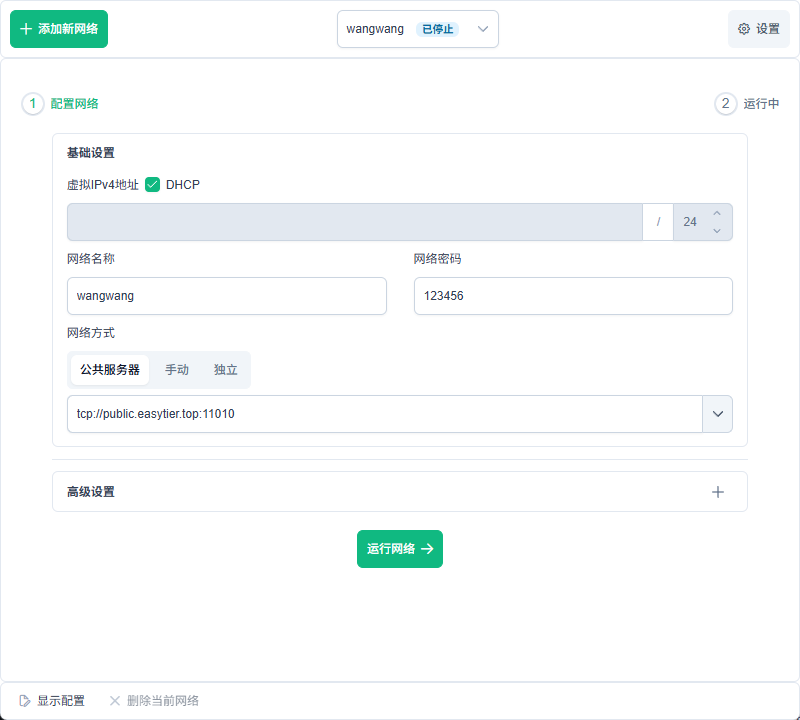 添加新网络
wangwang 已停止
设置
1 配置网络
2 运行中
基础设置
虚拟IPv4地址 DHCP
/ 24
网络名称
网络密码
wangwang
123456
网络方式
公共服务器 手动 独立
tcp://public.easytier.top:11010
高级设置
运行网络
显示配置
删除当前网络